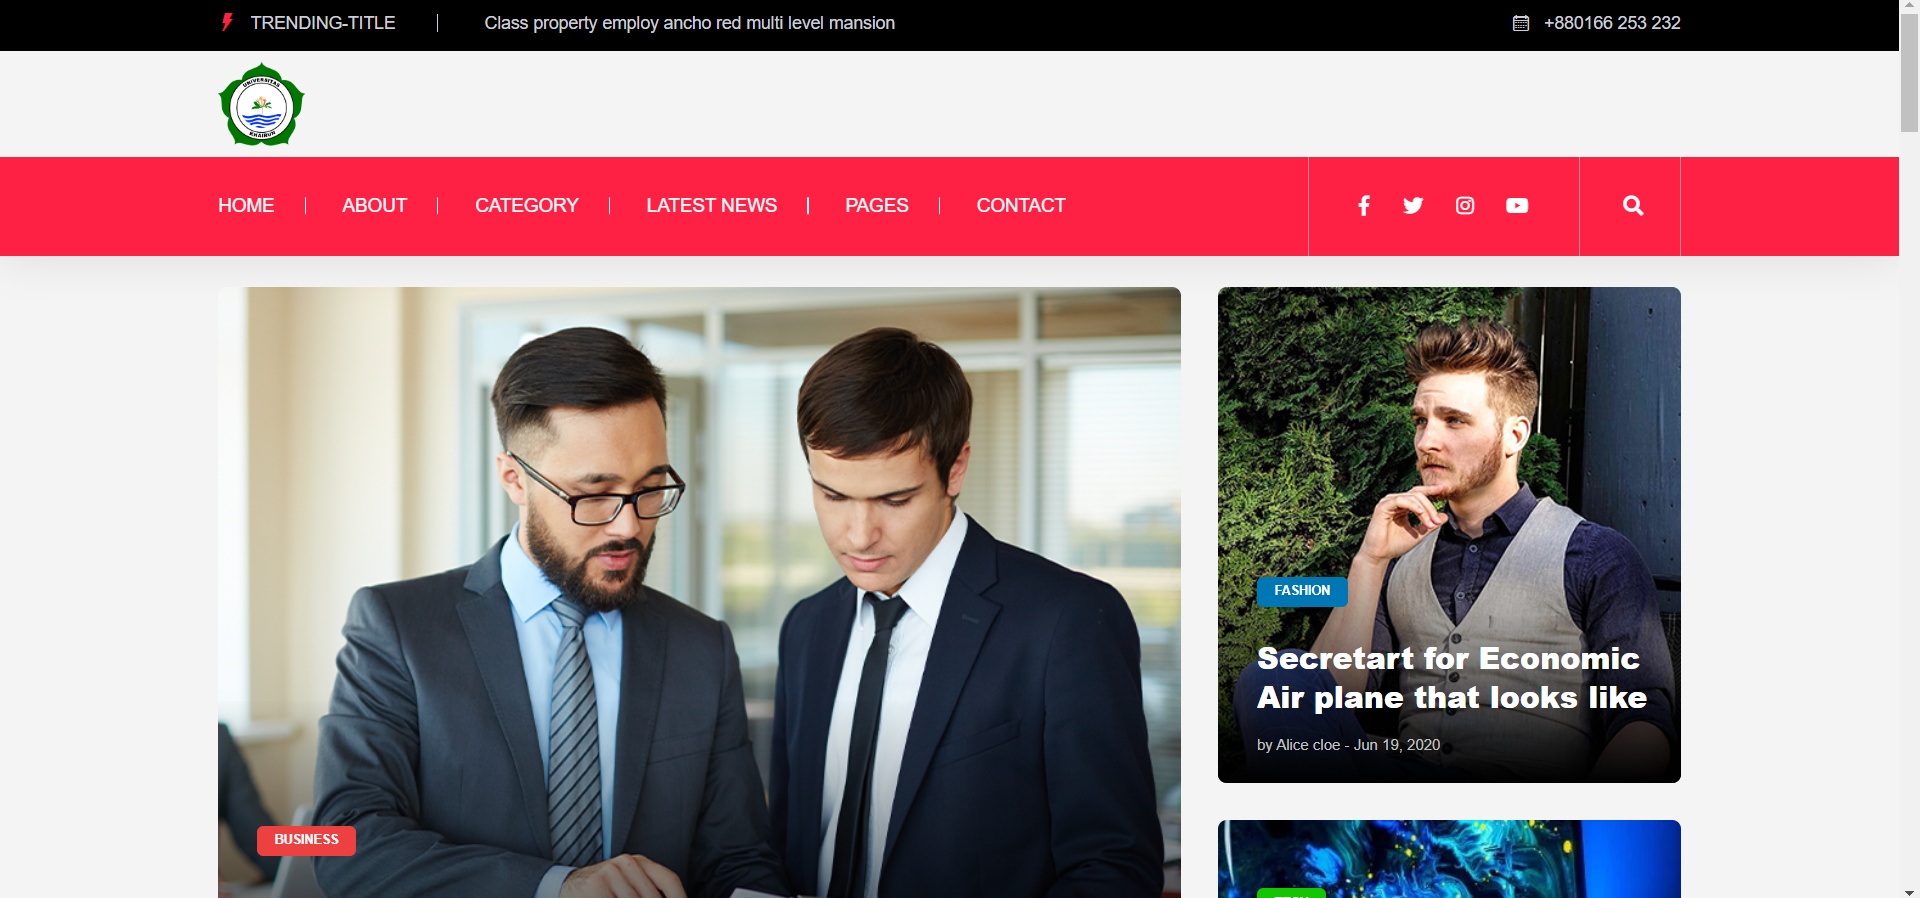 TRENDING-TITLE
Class property employ ancho red multi level mansion
+880166 253 232
UNIVERSITAS
KHAIRUN
HOME
ABOUT
CATEGORY
LATEST NEWS
PAGES
CONTACT
FASHION
Secretart for Economic
Air plane that looks like
by Alice cloe - Jun 19, 2020
BUSINESS